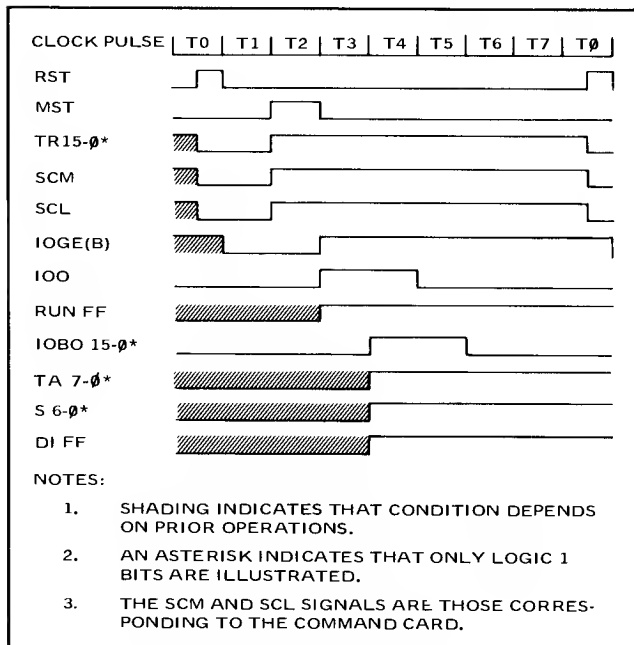 CLOCK PULSE | T0 | T1 | T2 | T3 | T4 | T5 | T6 | T7 | TØ |
RST
MST
TR15-Ø*
SCM
SCL
IOGE(B)
IOO
RUN FF
IOBO 15-Ø*
TA 7-Ø*
S 6-Ø*
DI FF
NOTES:
1. SHADING INDICATES THAT CONDITION DEPENDS
ON PRIOR OPERATIONS.
2. AN ASTERISK INDICATES THAT ONLY LOGIC 1
BITS ARE ILLUSTRATED.
3. THE SCM AND SCL SIGNALS ARE THOSE CORRES-
PONDING TO THE COMMAND CARD.